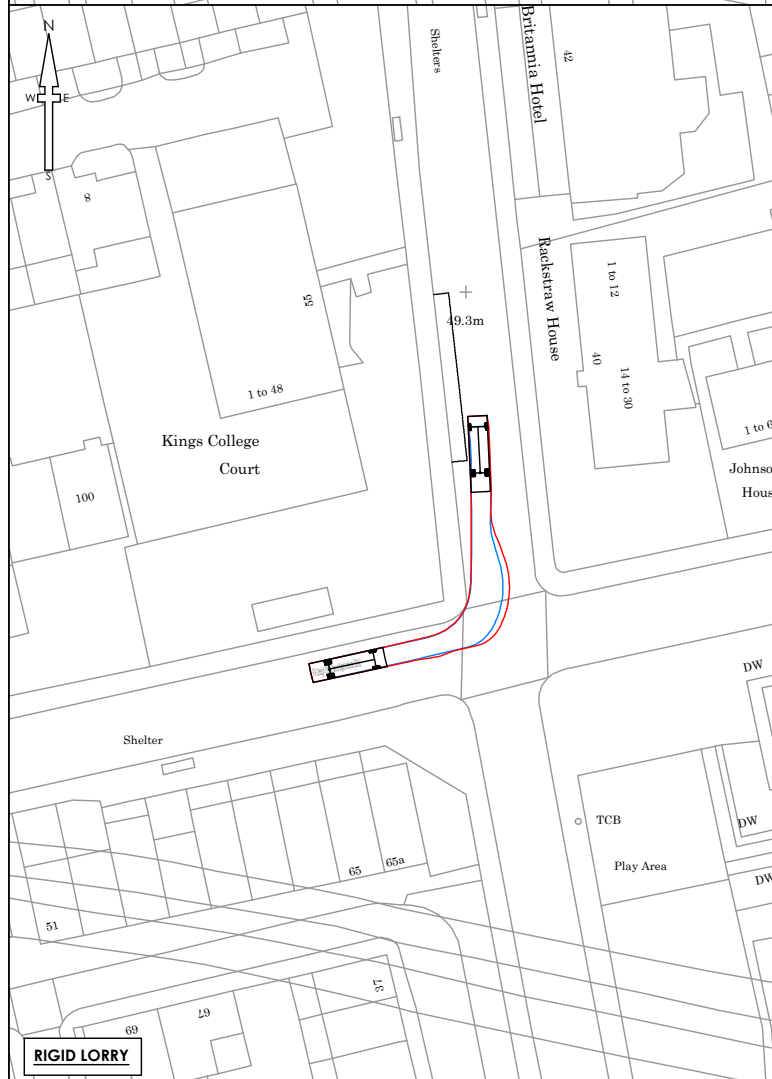 N
W E
S
Shelters
Britannia Hotel
42
8
55
49.3m
Rackstraw House
1 to 12
40
14 to 30
1 to 48
Kings College
Court
100
1 to 6
Johnso
Hous
DW
Shelter
TCB
DW
Play Area
65
65a
DW
51
37
67
69
RIGID LORRY